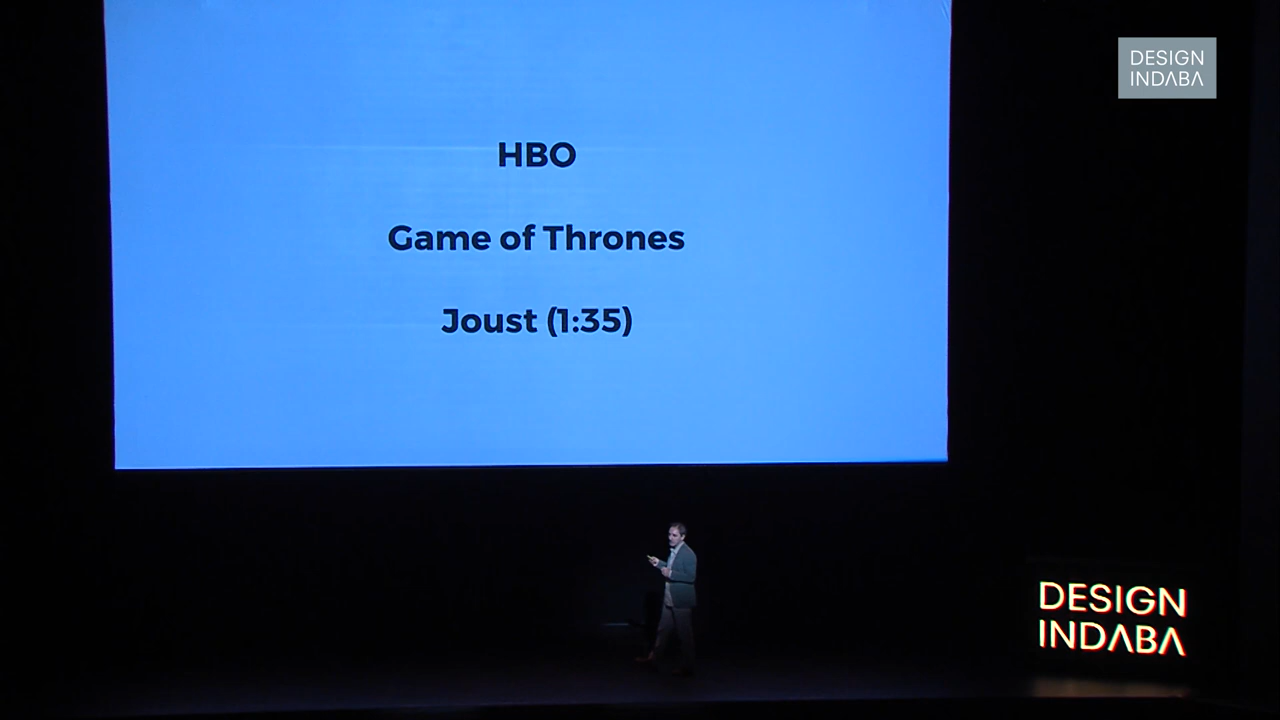 DESIGN
INDABA
HBO
Game of Thrones
Joust (1:35)
DESIGN
INDABA